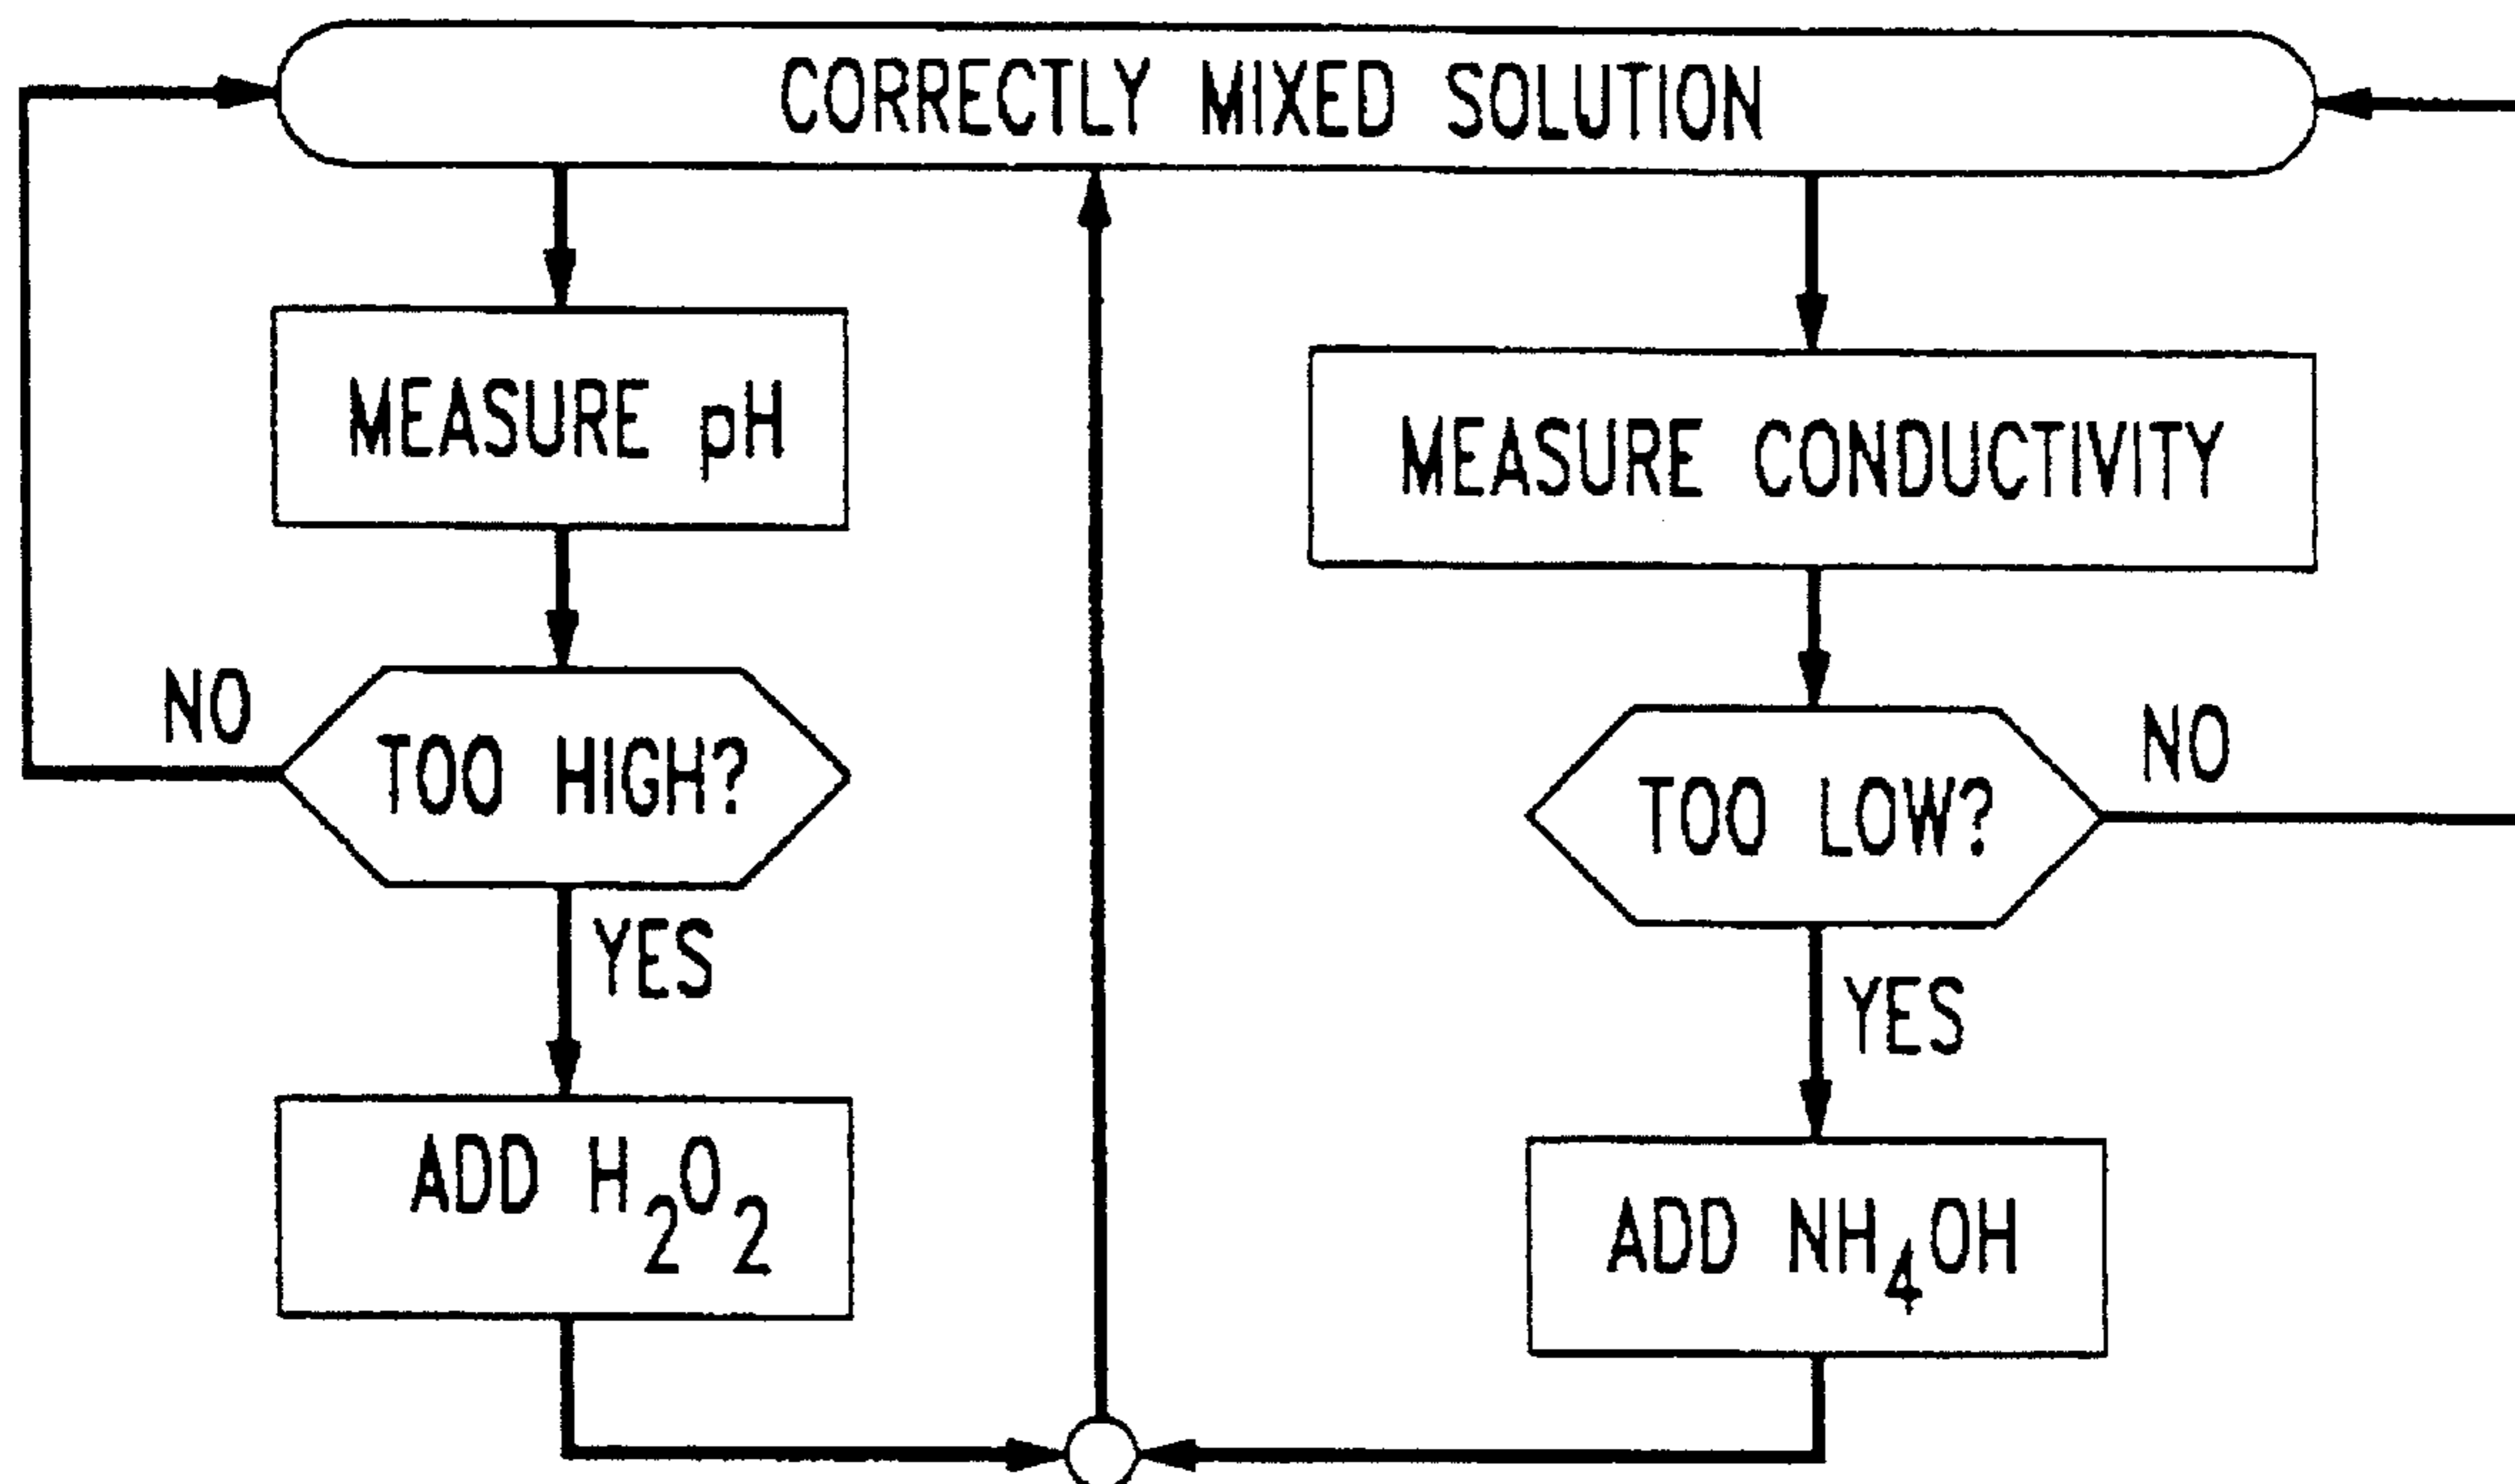 CORRECTLY MIXED SOLUTION
MEASURE pH
MEASURE CONDUCTIVITY
NO
TOO HIGH?
NO
TOO LOW?
YES
YES
ADD H2O2
ADD NH4OH